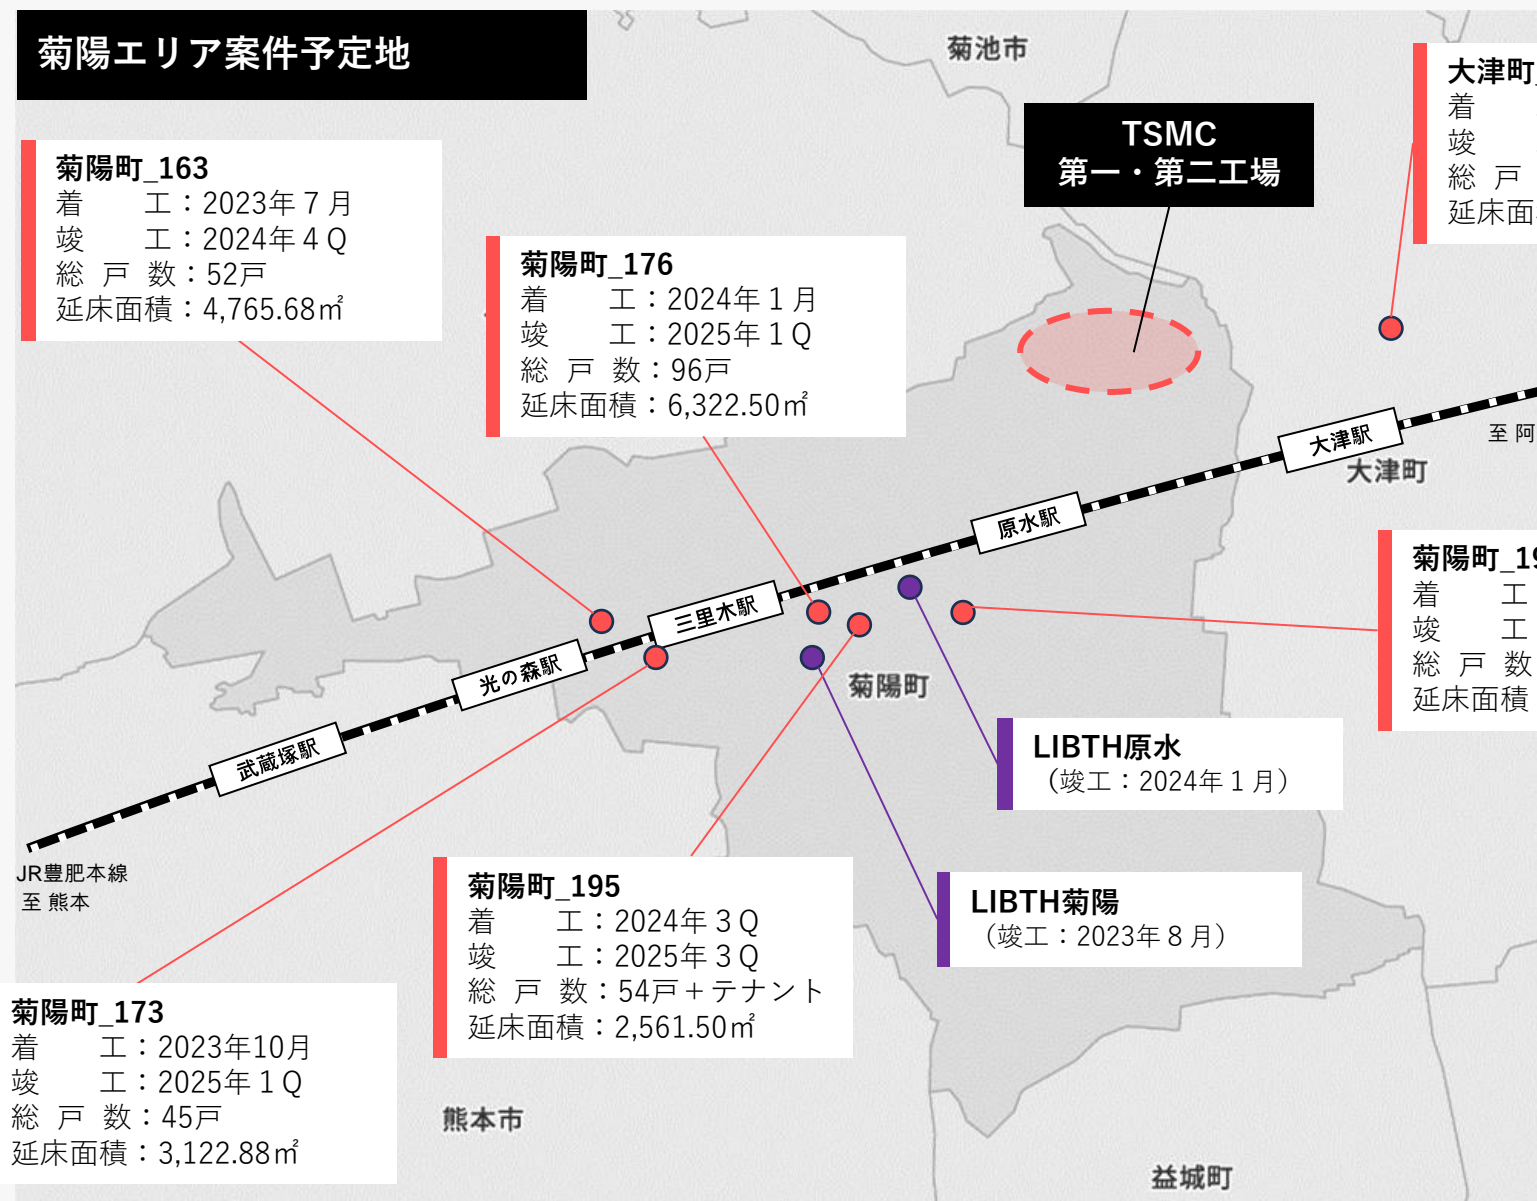 菊陽エリア案件予定地
菊池市
TSMC
第一・第二工場
大津町
着
竣
総 戸
延床面
菊陽町_163
着　　工：2023年７月
竣　　工：2024年４Q
総 戸 数：52戸
延床面積：4,765.68㎡
菊陽町_176
着　　工：2024年１月
竣　　工：2025年１Q
総 戸 数：96戸
延床面積：6,322.50㎡
大津駅
至 阿
大津町
原水駅
三里木駅
光の森駅
武蔵塚駅
JR豊肥本線
至 熊本
菊陽町
菊陽町_19
着　　工
竣　　工
総 戸 数
延床面積
LIBTH原水
（竣工：2024年１月）
LIBTH菊陽
（竣工：2023年８月）
菊陽町_195
着　　工：2024年３Q
竣　　工：2025年３Q
総 戸 数：54戸＋テナント
延床面積：2,561.50㎡
菊陽町_173
着　　工：2023年10月
竣　　工：2025年１Q
総 戸 数：45戸
延床面積：3,122.88㎡
熊本市
益城町